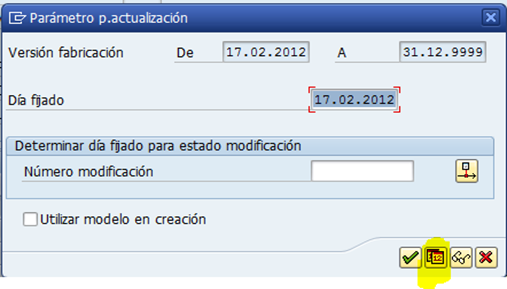 Parámetro p.actualización
Versión fabricación De 17.02.2012 A 31.12.9999
Día fijado 17.02.2012
Determinar día fijado para estado modificación
Número modificación
Utilizar modelo en creación
12